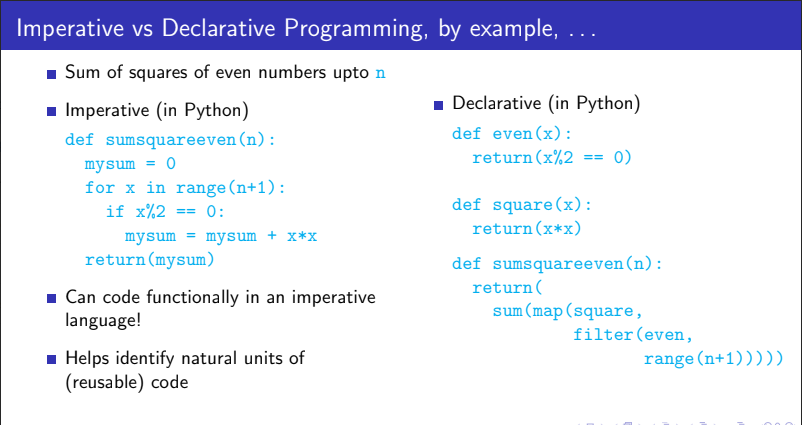 Imperative vs Declarative Programming, by example, ...
Sum of squares of even numbers upto n
Imperative (in Python)
def sumsquareeven(n):
  mysum = 0
  for x in range(n+1):
    if x%2 == 0:
      mysum = mysum + x*x
  return(mysum)
Can code functionally in an imperative
language!
Helps identify natural units of
(reusable) code
Declarative (in Python)
def even(x):
  return(x%2 == 0)
def square(x):
  return(x*x)
def sumsquareeven(n):
  return(
    sum(map(square,
            filter(even,
                   range(n+1)))))